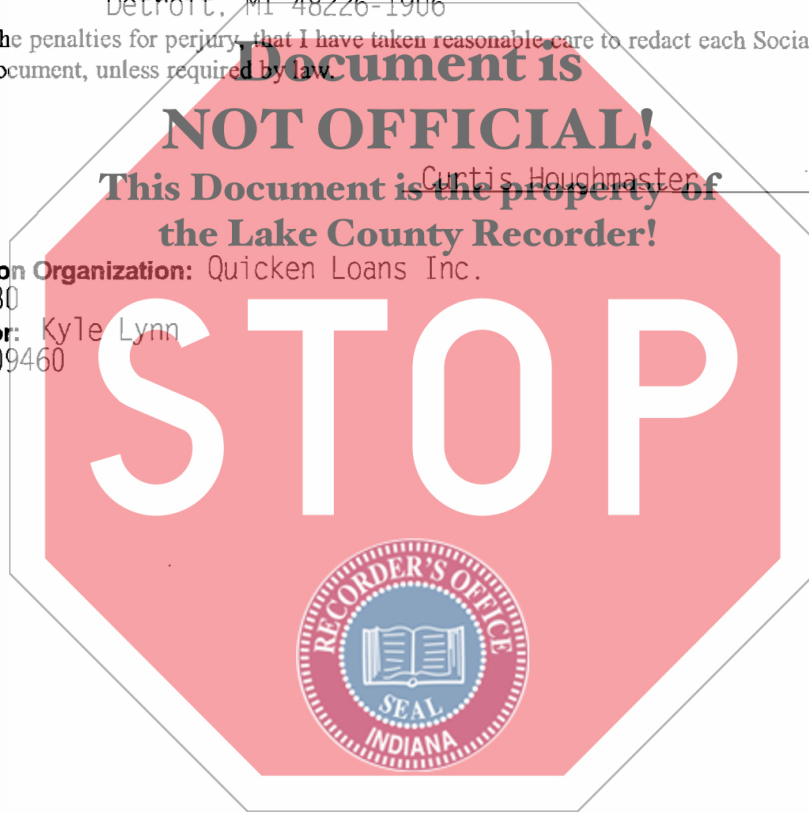 Detroit, MI 48226-1906
he penalties for perjury, that I have taken reasonable care to redact each Socia
ocument, unless required by law.
Document is
NOT OFFICIAL!
Curtis Houghmaster
This Document is the property of
the Lake County Recorder!
on Organization: Quicken Loans Inc.
30
or: Kyle Lynn
09460
STOP
RECORDER'S OFFICE
SEAL
INDIANA